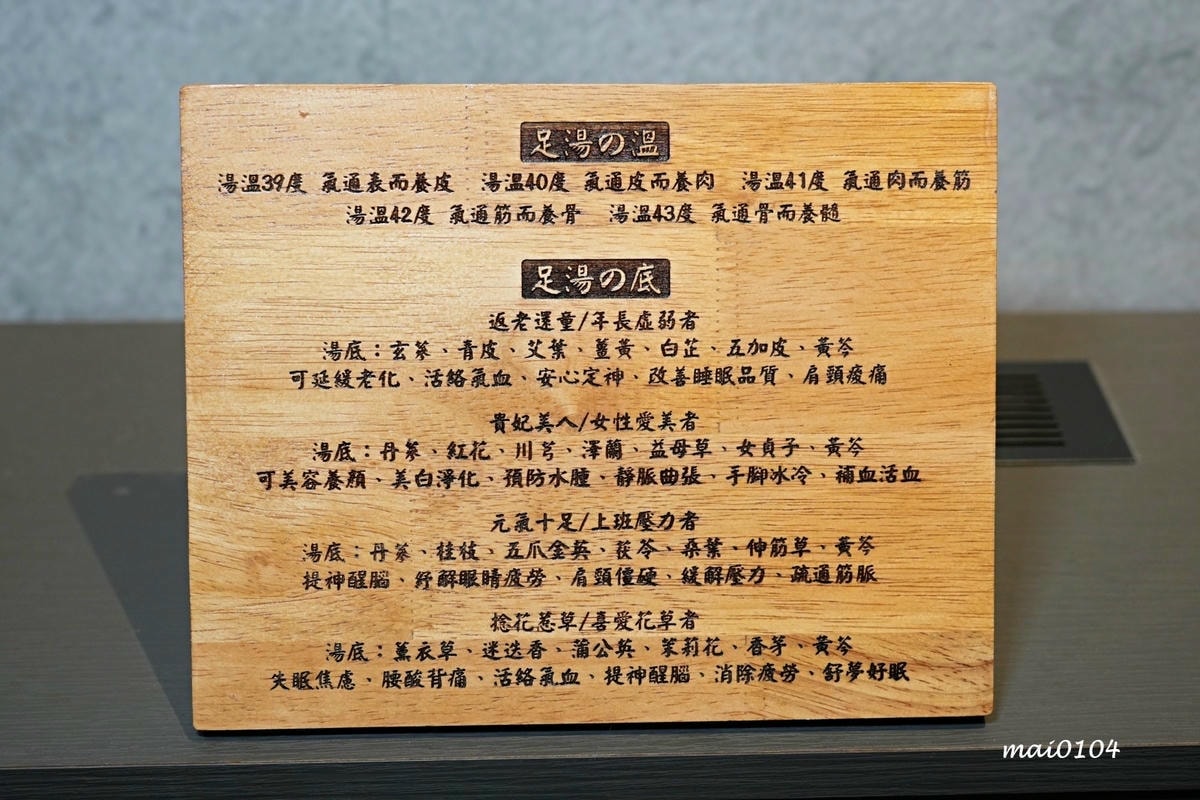 足湯の溫
湯溫39度 氣通表而養皮 湯溫40度 氣通皮而養肉 湯溫41度 氣通肉而養筋
湯溫42度 氣通筋而養骨 湯溫43度 氣通骨而養髓
足湯の底
返老還童/年長虛弱者
湯底：玄蔘、青皮、艾葉、薑黃、白芷、五加皮、黃芩
可延緩老化、活絡氣血、安心定神、改善睡眠品質、肩頸痠痛
貴妃美人/女性愛美者
湯底：丹蔘、紅花、川芎、澤蘭、益母草、女貞子、黃芩
可美容養顏、美白淨化、預防水腫、靜脈曲張、手腳冰冷、補血活血
元氣十足/上班壓力者
湯底：丹蔘、桂枝、五爪金英、茯苓、桑葉、伸筋草、黃芩
提神醒腦、紓解眼睛疲勞、肩頸僵硬、緩解壓力、疏通筋脈
捻花惹草/喜愛花草者
湯底：薰衣草、迷迭香、蒲公英、茉莉花、香茅、黃芩
失眠焦慮、腰酸背痛、活絡氣血、提神醒腦、消除疲勞、舒夢好眠
mai0104